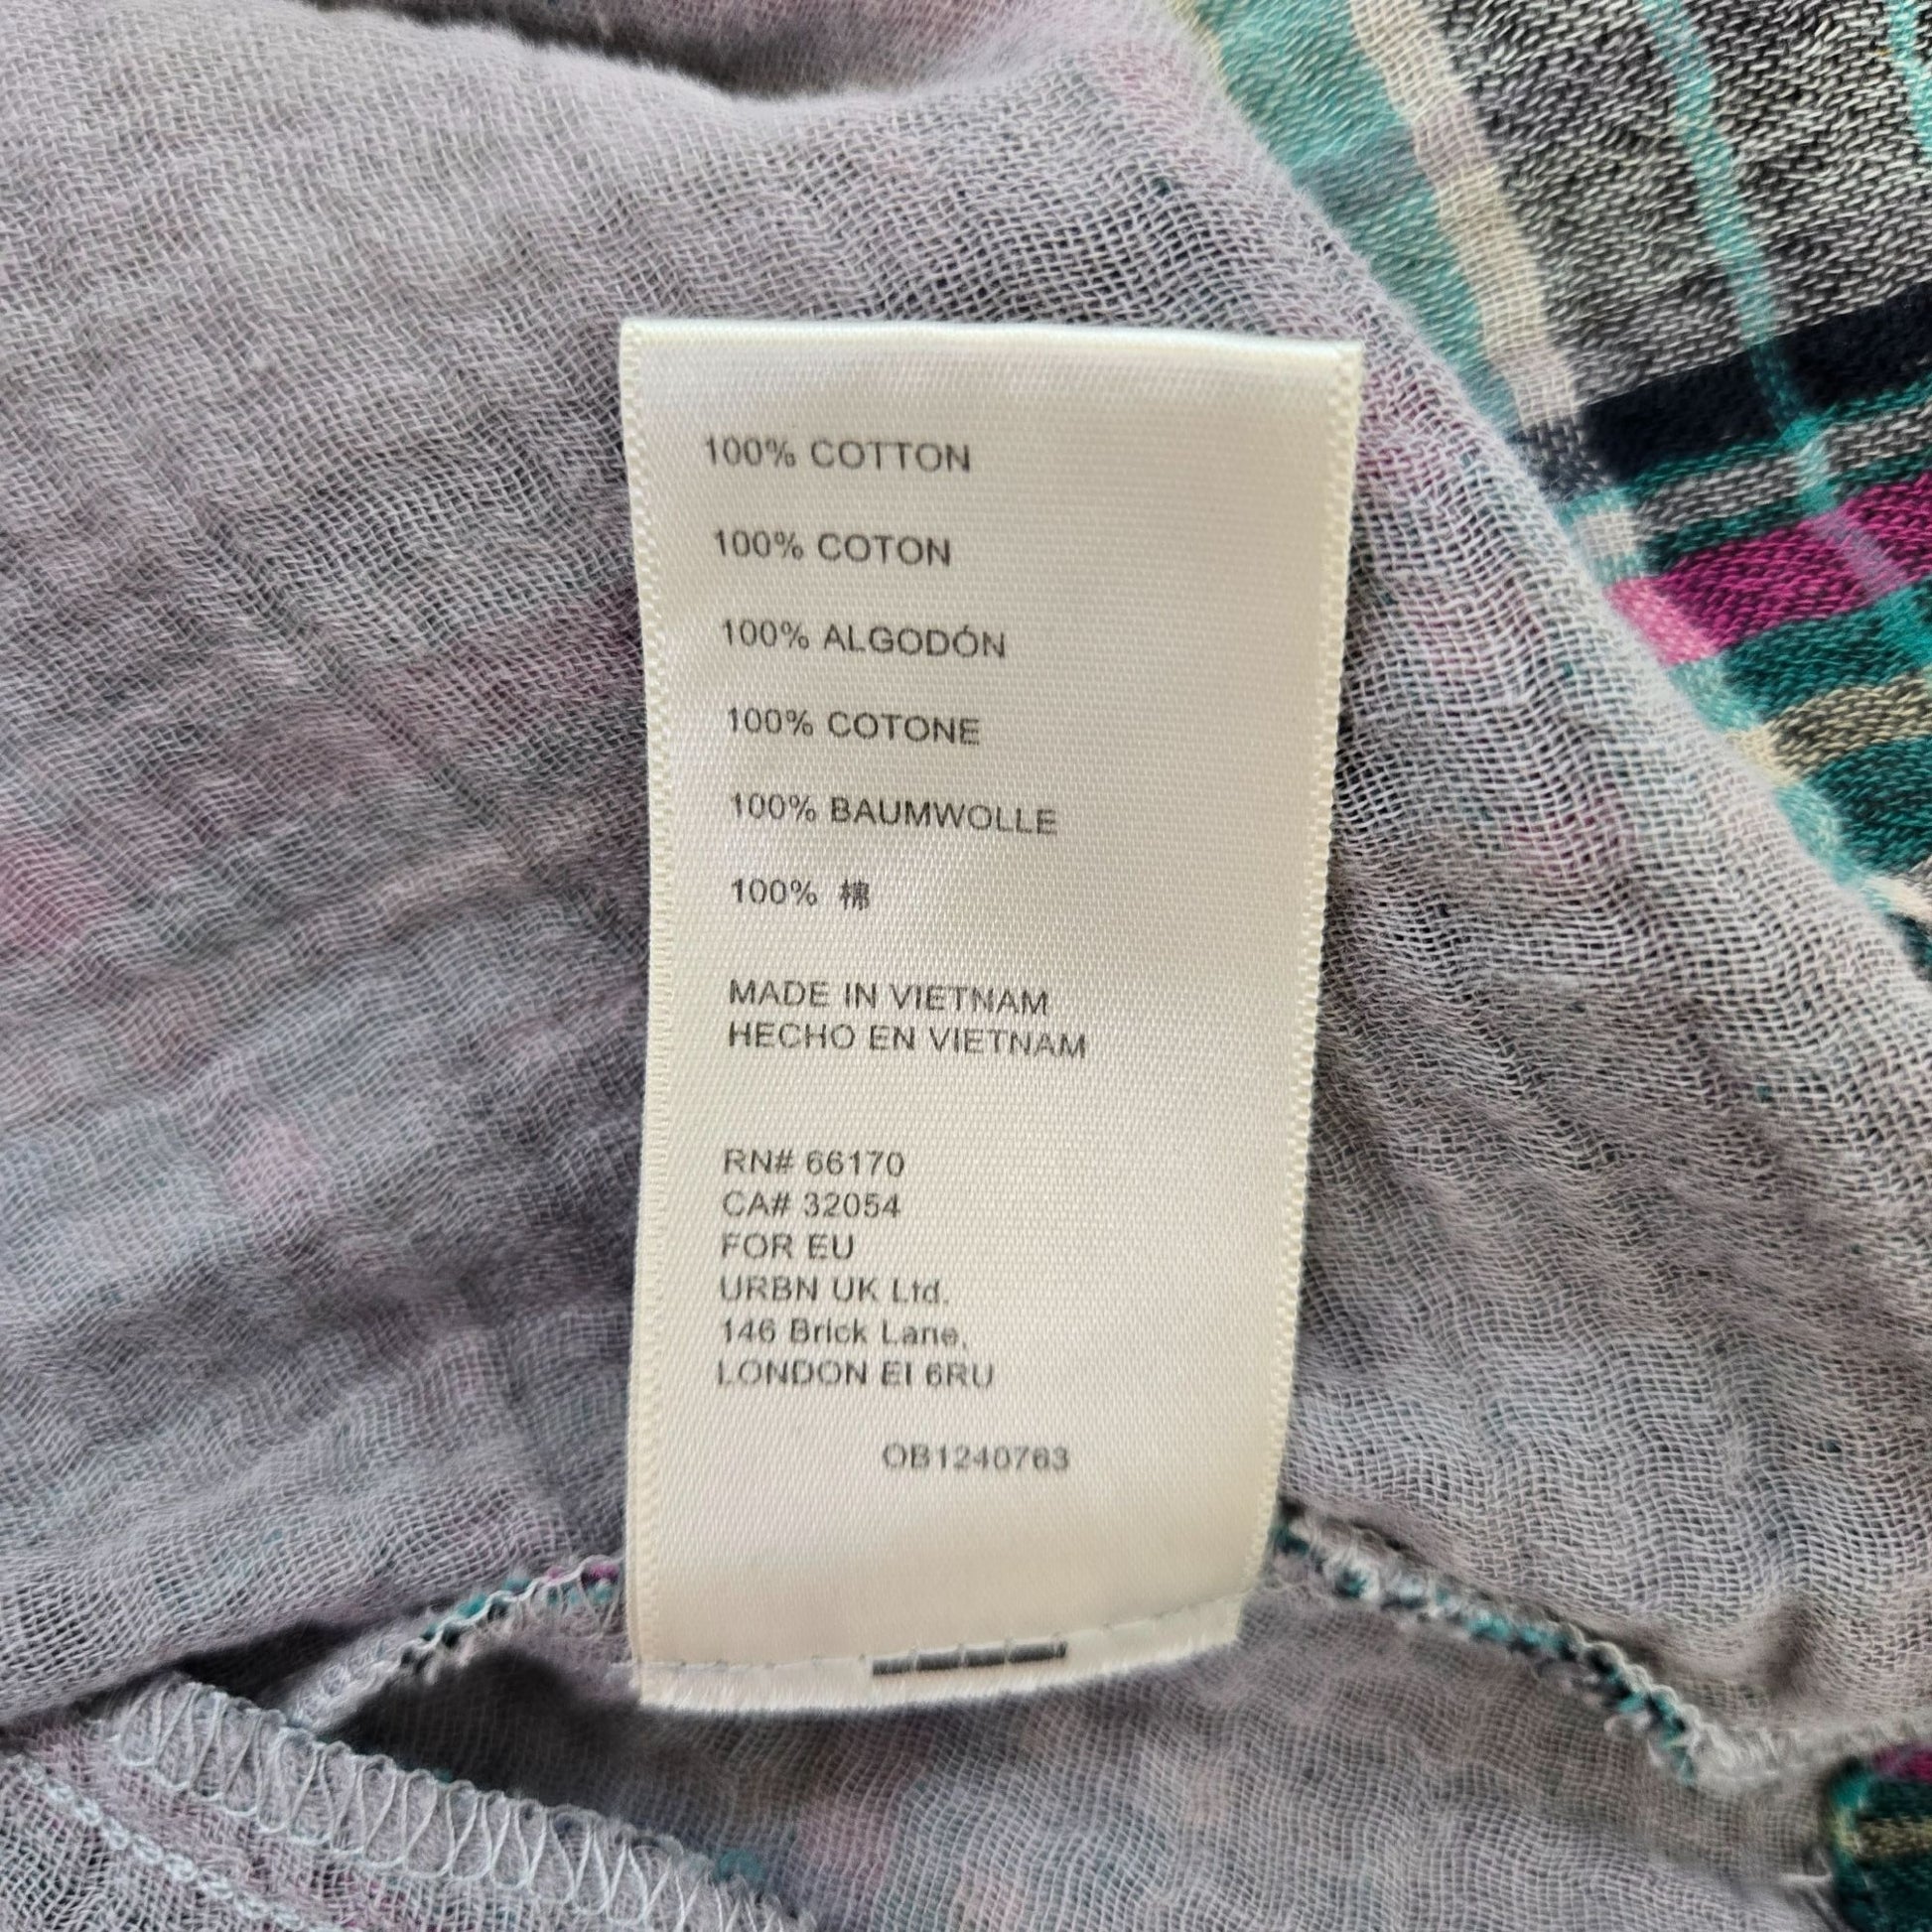 100% COTTON
100% COTON
100% ALGODÓN
100% COTONE
100% BAUMWOLLE
100% 棉
MADE IN VIETNAM
HECHO EN VIETNAM
RN# 66170
CA# 32054
FOR EU
URBN UK Ltd.
146 Brick Lane,
LONDON EI 6RU
OB1240763